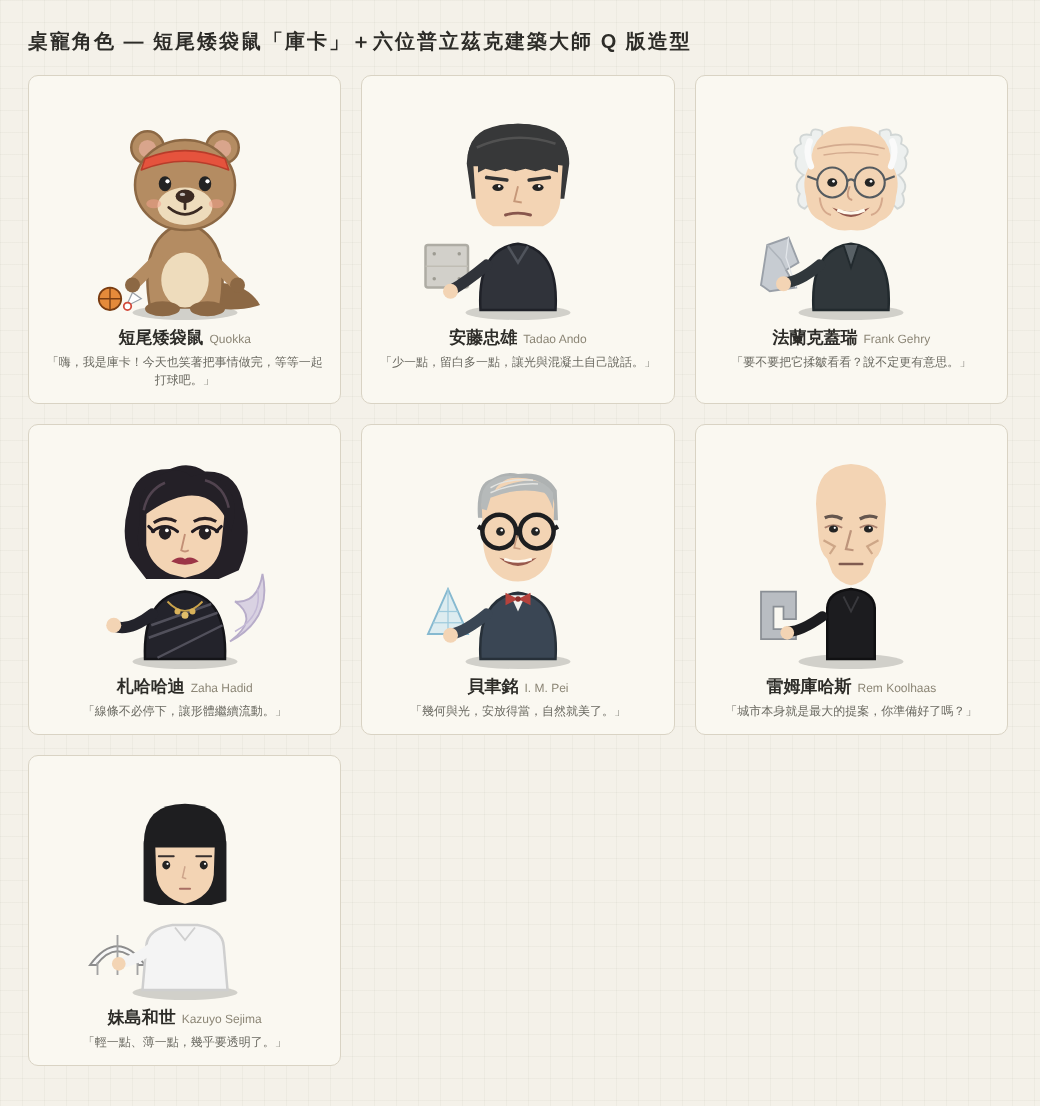 桌寵角色 — 短尾矮袋鼠「庫卡」＋六位普立茲克建築大師 Q 版造型
短尾矮袋鼠 Quokka
「嗨，我是庫卡！今天也笑著把事情做完，等等一起
打球吧。」
安藤忠雄 Tadao Ando
「少一點，留白多一點，讓光與混凝土自己說話。」
法蘭克蓋瑞 Frank Gehry
「要不要把它揉皺看看？說不定更有意思。」
札哈哈迪 Zaha Hadid
「線條不必停下，讓形體繼續流動。」
貝聿銘 I. M. Pei
「幾何與光，安放得當，自然就美了。」
雷姆庫哈斯 Rem Koolhaas
「城市本身就是最大的提案，你準備好了嗎？」
妹島和世 Kazuyo Sejima
「輕一點、薄一點，幾乎要透明了。」